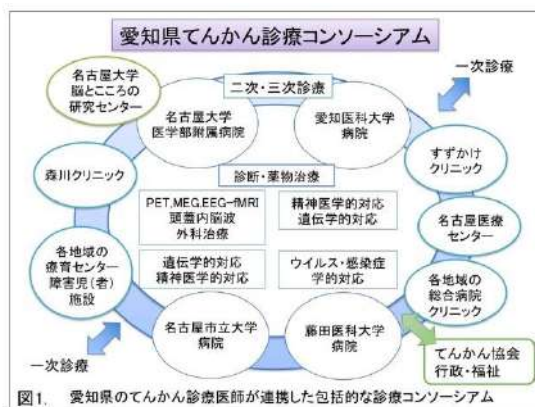 愛知県てんかん診療コンソーシアム
名古屋大学
脳とこころの
研究センター
二次・三次診療
一次診療
名古屋大学
医学部附属病院
愛知医科大学
病院
森川クリニック
診断・薬物治療
すずかけ
クリニック
PET,MEG,EEG-fMRI
頭蓋内脳波
外科治療
精神医学的対応
遺伝学的対応
名古屋医療
センター
各地域の
療育センター
障害児(者)
施設
遺伝学的対応
精神医学的対応
ウイルス・感染症
学的対応
各地域の
総合病院
クリニック
名古屋市立大学
病院
藤田医科大学
病院
一次診療
てんかん協会
行政・福祉
図1. 愛知県のてんかん診療医師が連携した包括的な診療コンソーシアム